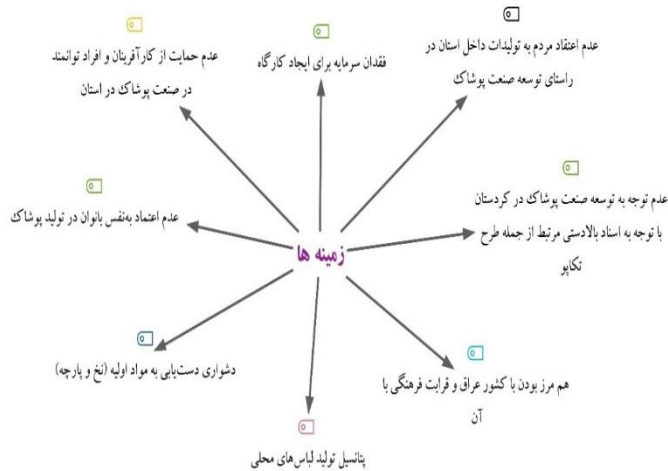 عدم اعتقاد مردم به تولیدات داخل استان در
راستای توسعه صنعت پوشاک
فقدان سرمایه برای ایجاد کارگاه
عدم حمایت از کارآفرینان و افراد توانمند
در صنعت پوشاک در استان
عدم توجه به توسعه صنعت پوشاک در کردستان
با توجه به اسناد بالادستی مرتبط از جمله طرح
تکاپو
عدم اعتماد به‌نفس بانوان در تولید پوشاک
زمینه ها
هم مرز بودن با کشور عراق و قرابت فرهنگی با
آن
دشواری دست‌یابی به مواد اولیه (نخ و پارچه)
پتانسیل تولید لباس‌های محلی